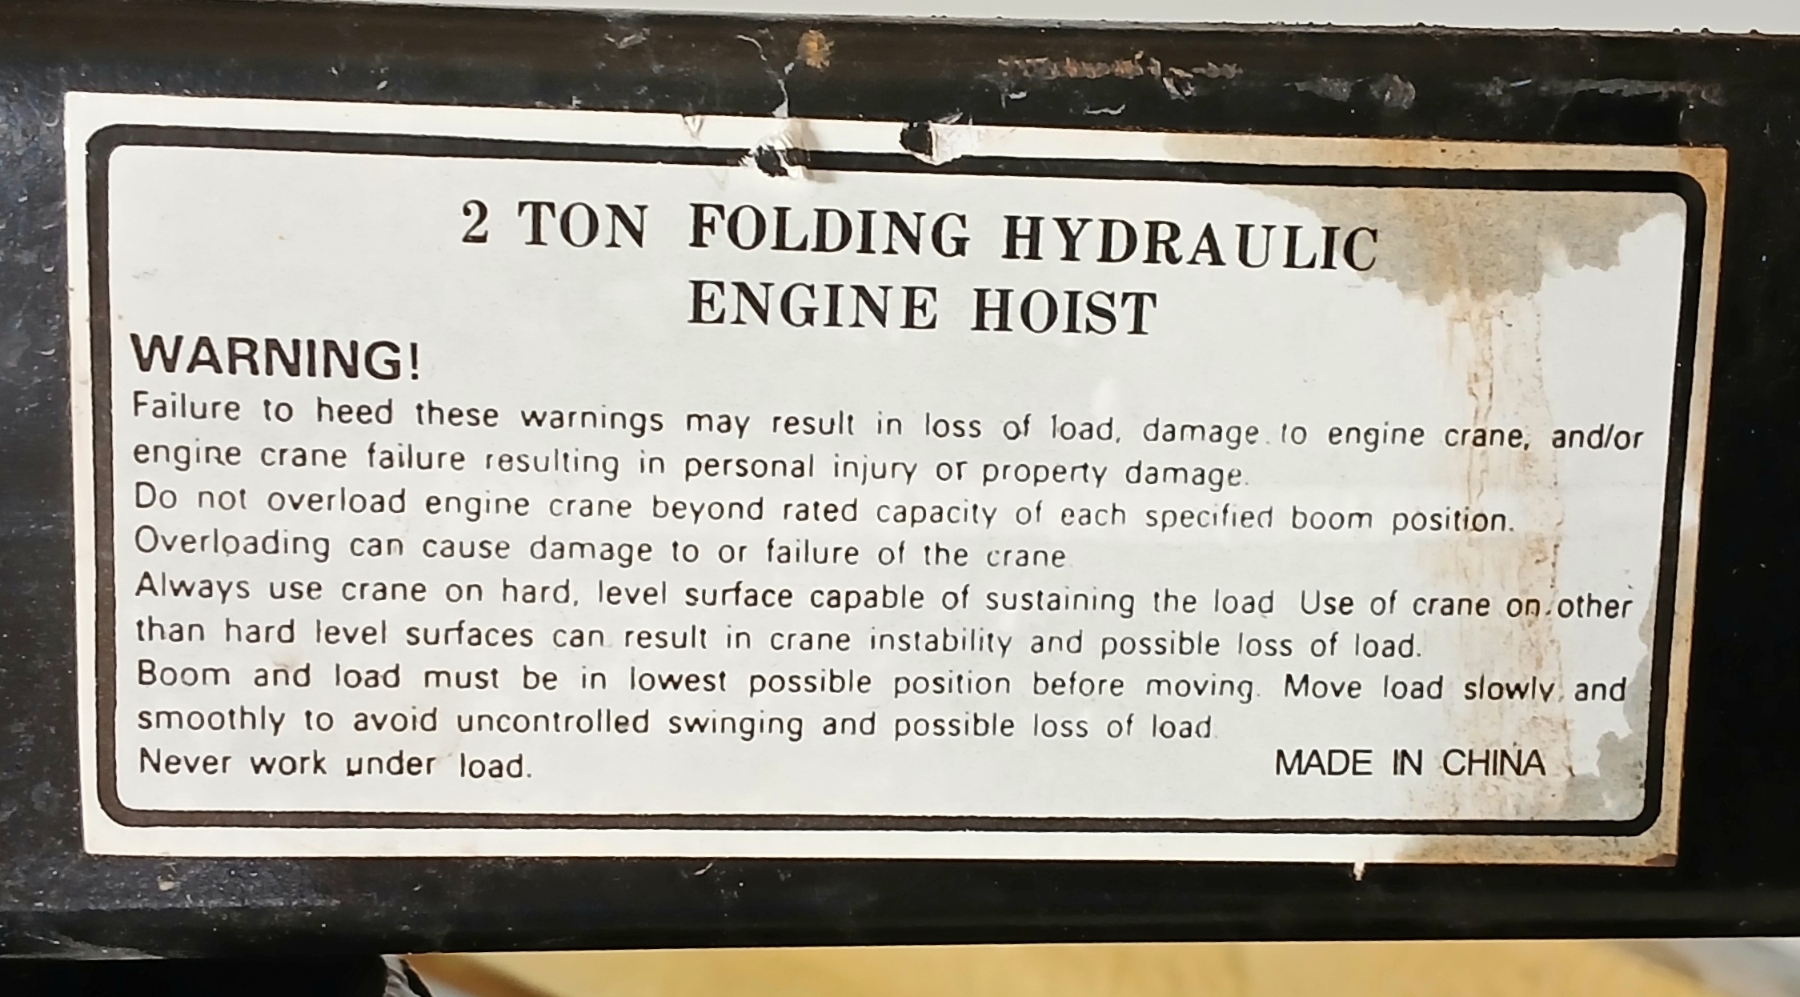 2 TON FOLDING HYDRAULIC
ENGINE HOIST
WARNING!
Failure to heed these warnings may result in loss of load, damage to engine crane, and/or
engine crane failure resulting in personal injury or property damage.
Do not overload engine crane beyond rated capacity of each specified boom position.
Overloading can cause damage to or failure of the crane
Always use crane on hard, level surface capable of sustaining the load Use of crane on other
than hard level surfaces can result in crane instability and possible loss of load.
Boom and load must be in lowest possible position before moving. Move load slowly and
smoothly to avoid uncontrolled swinging and possible loss of load.
Never work under load. MADE IN CHINA